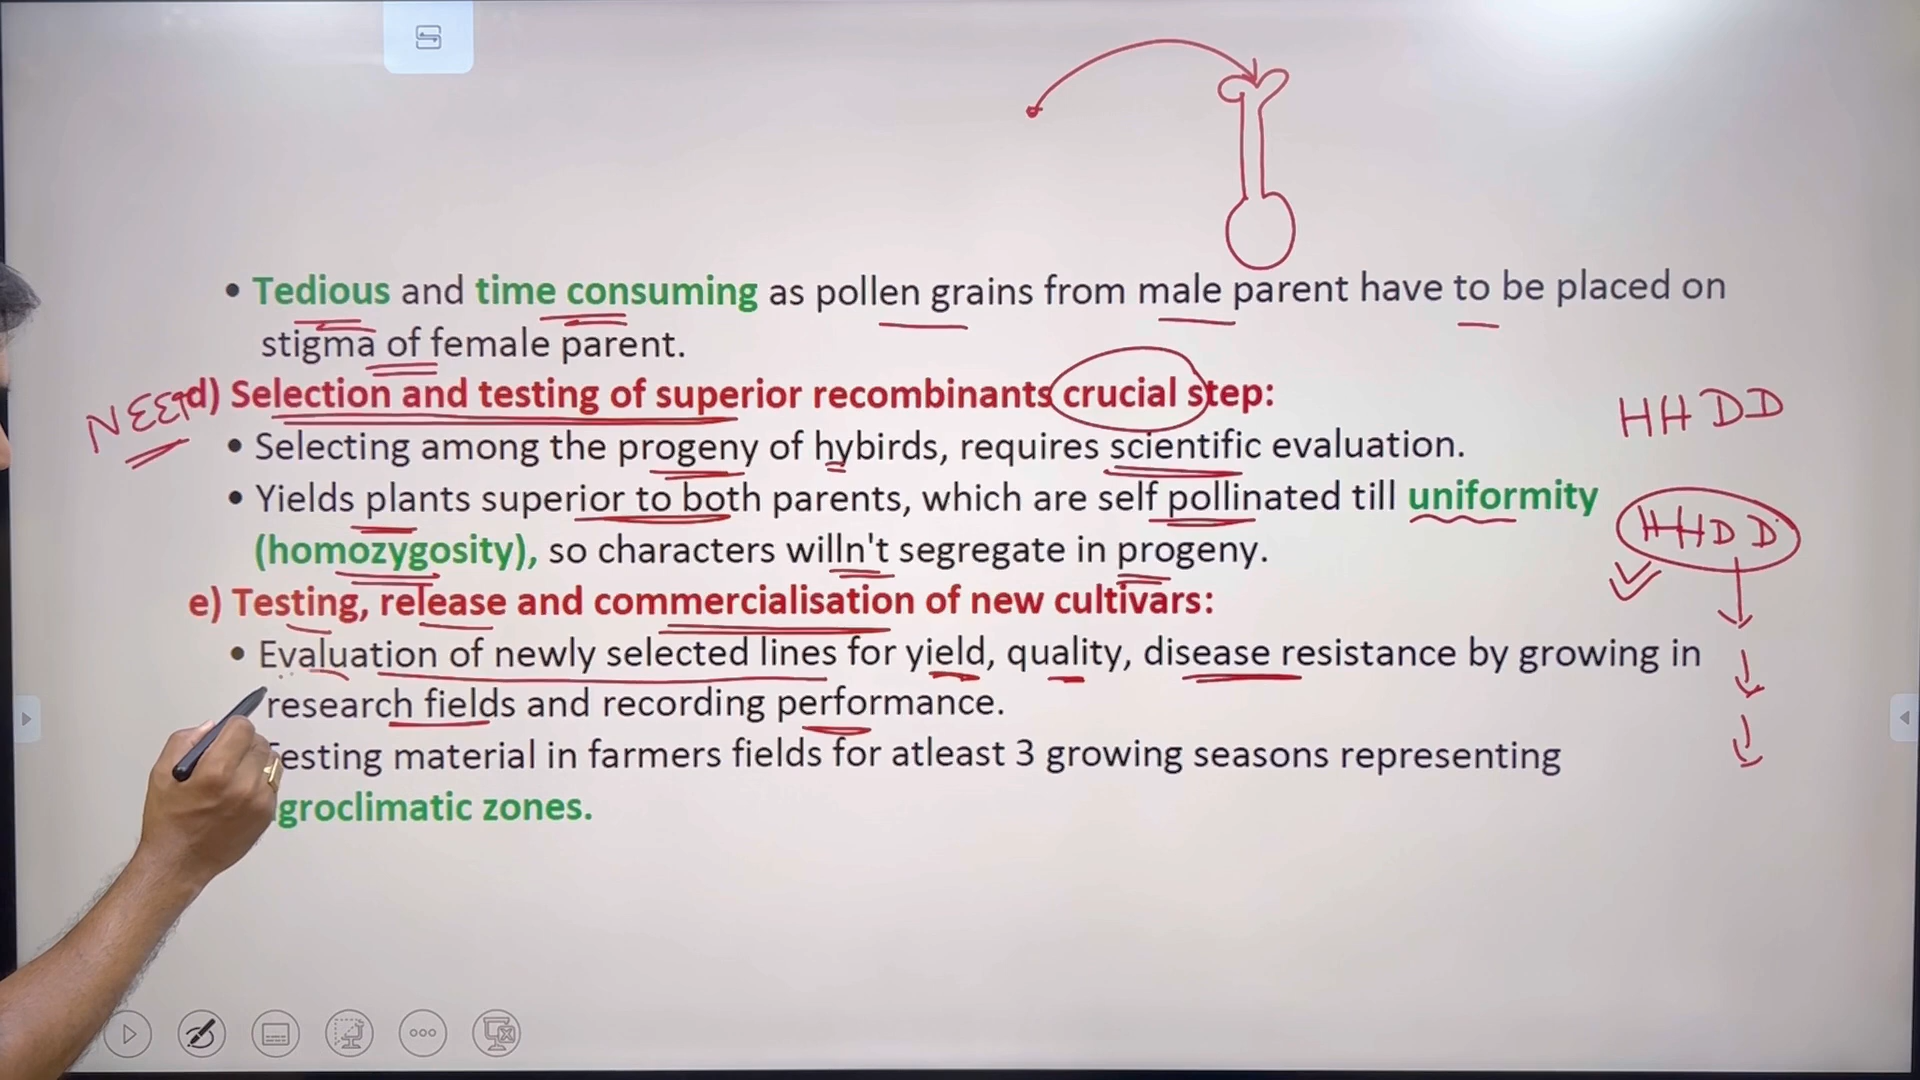 • Tedious and time consuming as pollen grains from male parent have to be placed on
stigma of female parent.
NEET
d) Selection and testing of superior recombinants crucial step:
HHDD
• Selecting among the progeny of hybirds, requires scientific evaluation.
• Yields plants superior to both parents, which are self pollinated till uniformity
HHDD
(homozygosity), so characters willn't segregate in progeny.
e) Testing, release and commercialisation of new cultivars:
• Evaluation of newly selected lines for yield, quality, disease resistance by growing in
research fields and recording performance.
esting material in farmers fields for atleast 3 growing seasons representing
groclimatic zones.